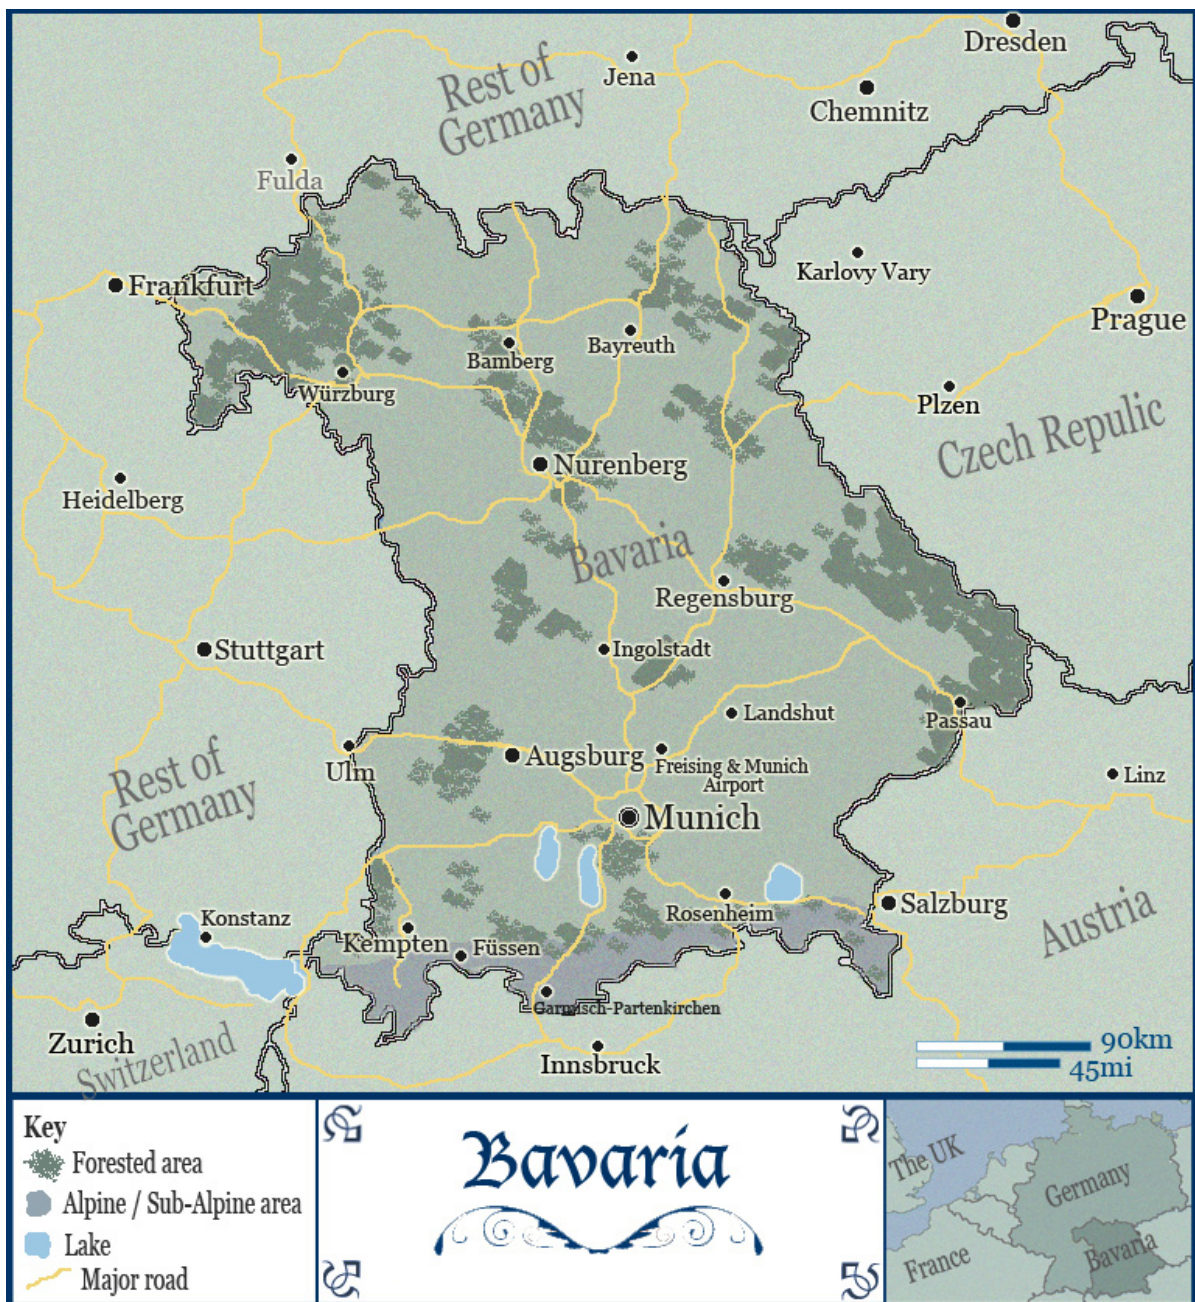 Dresden
Rest of
Germany
Jena
Chemnitz
Fulda
Karlovy Vary
Frankfurt
Prague
Bayreuth
Bamberg
Würzburg
Plzen
Czech Repulic
Nurenberg
Heidelberg
Bavaria
Regensburg
Stuttgart
Ingolstadt
Landshut
Passau
Rest of
Germany
Ulm
Augsburg
Freising & Munich
Airport
Linz
Munich
Konstanz
Kempten
Füssen
Rosenheim
Salzburg
Austria
Garmisch-Partenkirchen
Zurich
Switzerland
Innsbruck
90km
45mi
Key
Forested area
Alpine / Sub-Alpine area
Lake
Major road
Bavaria
The UK
Germany
France
Bavaria